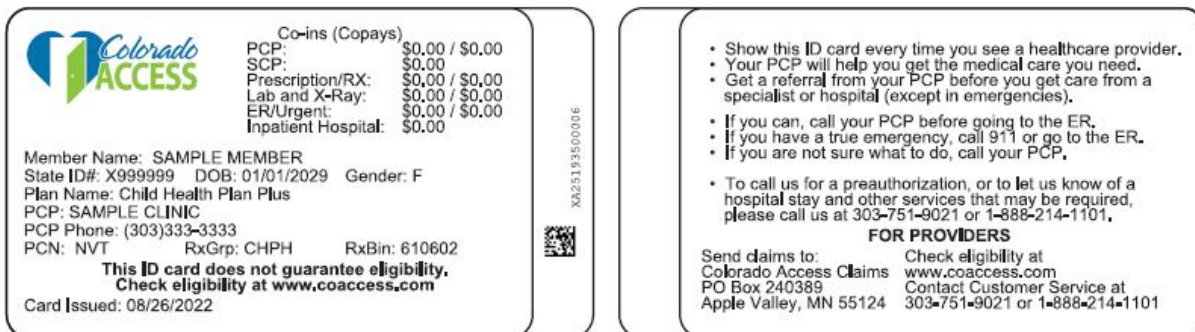 Colorado
ACCESS
Co-ins (Copays)
PCP: $0.00 / $0.00
SCP: $0.00
Prescription/RX: $0.00 / $0.00
Lab and X-Ray: $0.00 / $0.00
ER/Urgent: $0.00 / $0.00
Inpatient Hospital: $0.00
Member Name: SAMPLE MEMBER
State ID#: X999999 DOB: 01/01/2029 Gender: F
Plan Name: Child Health Plan Plus
PCP: SAMPLE CLINIC
PCP Phone: (303)333-3333
PCN: NVT RxGrp: CHPH RxBin: 610602
This ID card does not guarantee eligibility.
Check eligibility at www.coaccess.com
Card Issued: 08/26/2022
XA25193500006
• Show this ID card every time you see a healthcare provider.
• Your PCP will help you get the medical care you need.
• Get a referral from your PCP before you get care from a
specialist or hospital (except in emergencies).
• If you can, call your PCP before going to the ER.
• If you have a true emergency, call 911 or go to the ER.
• If you are not sure what to do, call your PCP.
• To call us for a preauthorization, or to let us know of a
hospital stay and other services that may be required,
please call us at 303-751-9021 or 1-888-214-1101.
FOR PROVIDERS
Send claims to:
Colorado Access Claims
PO Box 240389
Apple Valley, MN 55124
Check eligibility at
www.coaccess.com
Contact Customer Service at
303-751-9021 or 1-888-214-1101